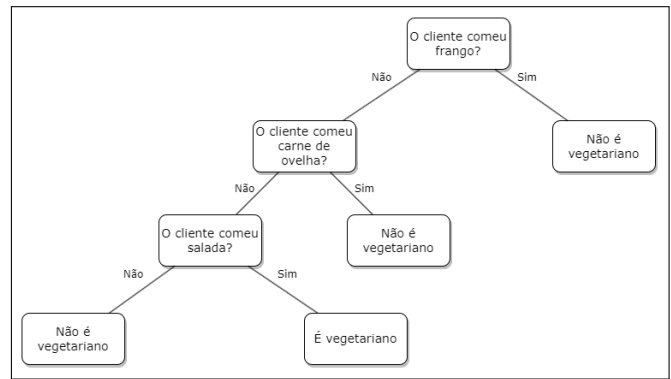 O cliente comeu
frango?
Não
Sim
O cliente comeu
carne de
ovelha?
Não é
vegetariano
Não
Sim
O cliente comeu
salada?
Não é
vegetariano
Não
Sim
Não é
vegetariano
É vegetariano